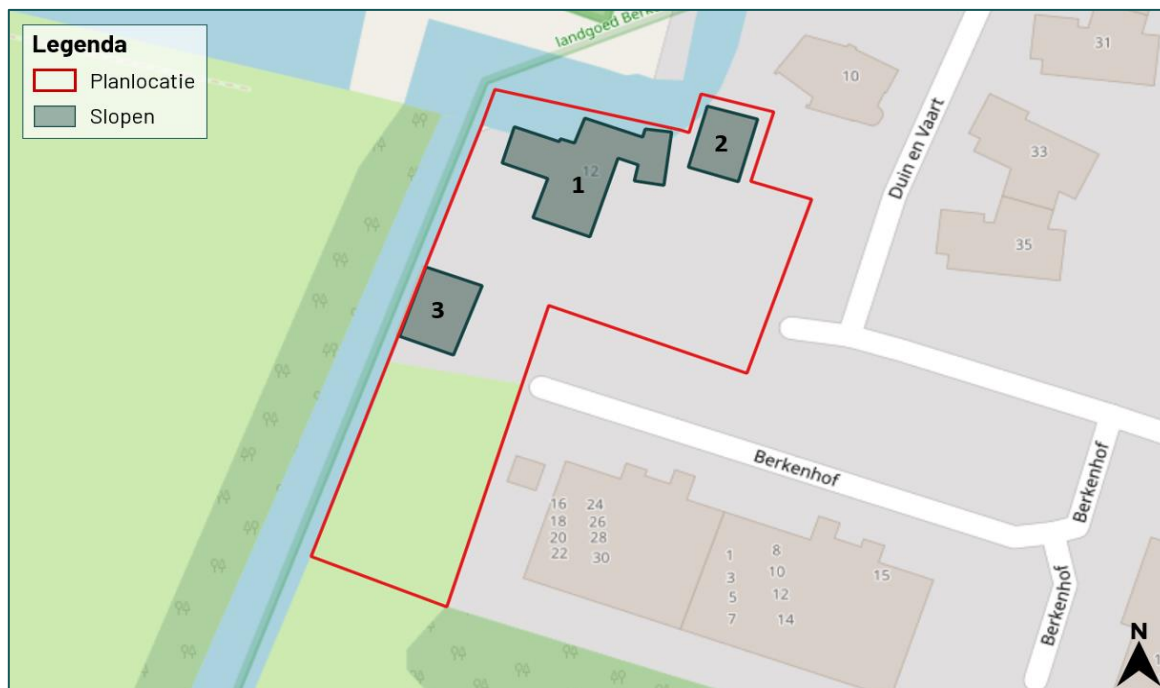 Legenda
Planlocatie
Slopen
landgoed Berk
31
10
Duin en Vaart
33
35
12
1
2
3
Berkenhof
Berkenhof
Berkenhof
16 24
18 26
20 28
22 30
1 8
3 10
5 12
7 14
15
N